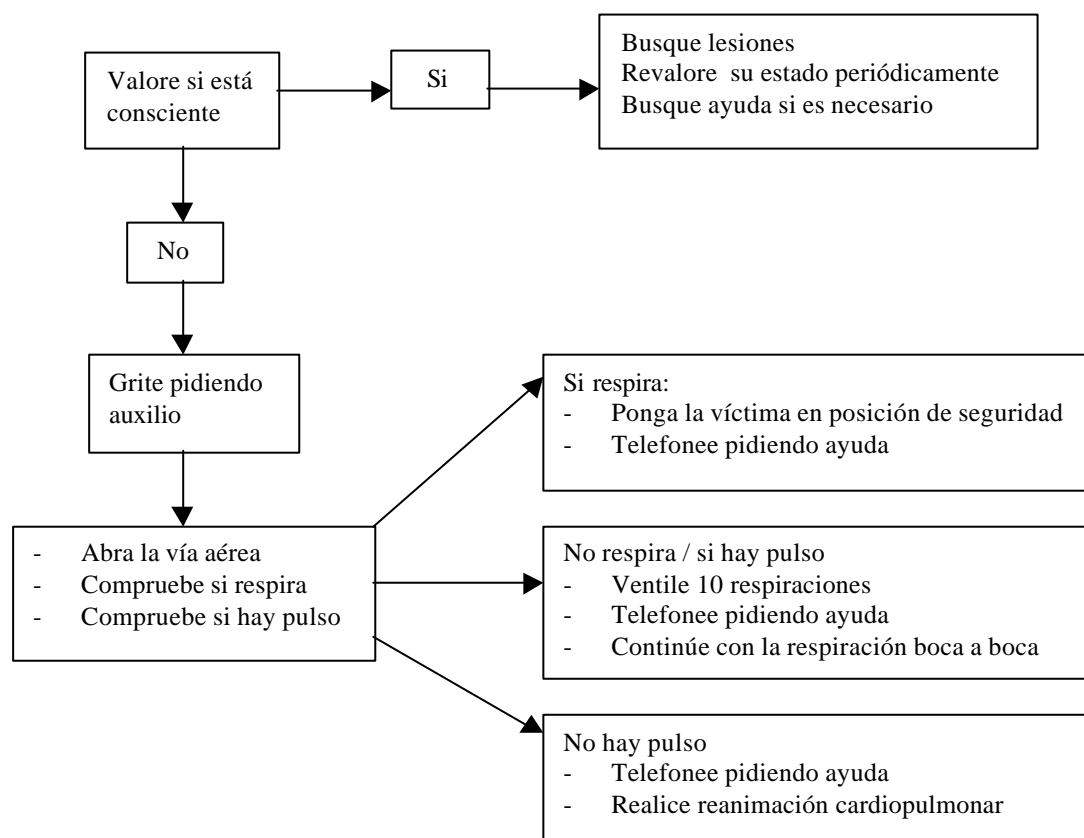 Valore si está
consciente
Si
Busque lesiones
Revalore su estado periódicamente
Busque ayuda si es necesario
No
Grite pidiendo
auxilio
- Abra la vía aérea
- Compruebe si respira
- Compruebe si hay pulso
Si respira:
- Ponga la víctima en posición de seguridad
- Telefonee pidiendo ayuda
No respira / si hay pulso
- Ventile 10 respiraciones
- Telefonee pidiendo ayuda
- Continúe con la respiración boca a boca
No hay pulso
- Telefonee pidiendo ayuda
- Realice reanimación cardiopulmonar